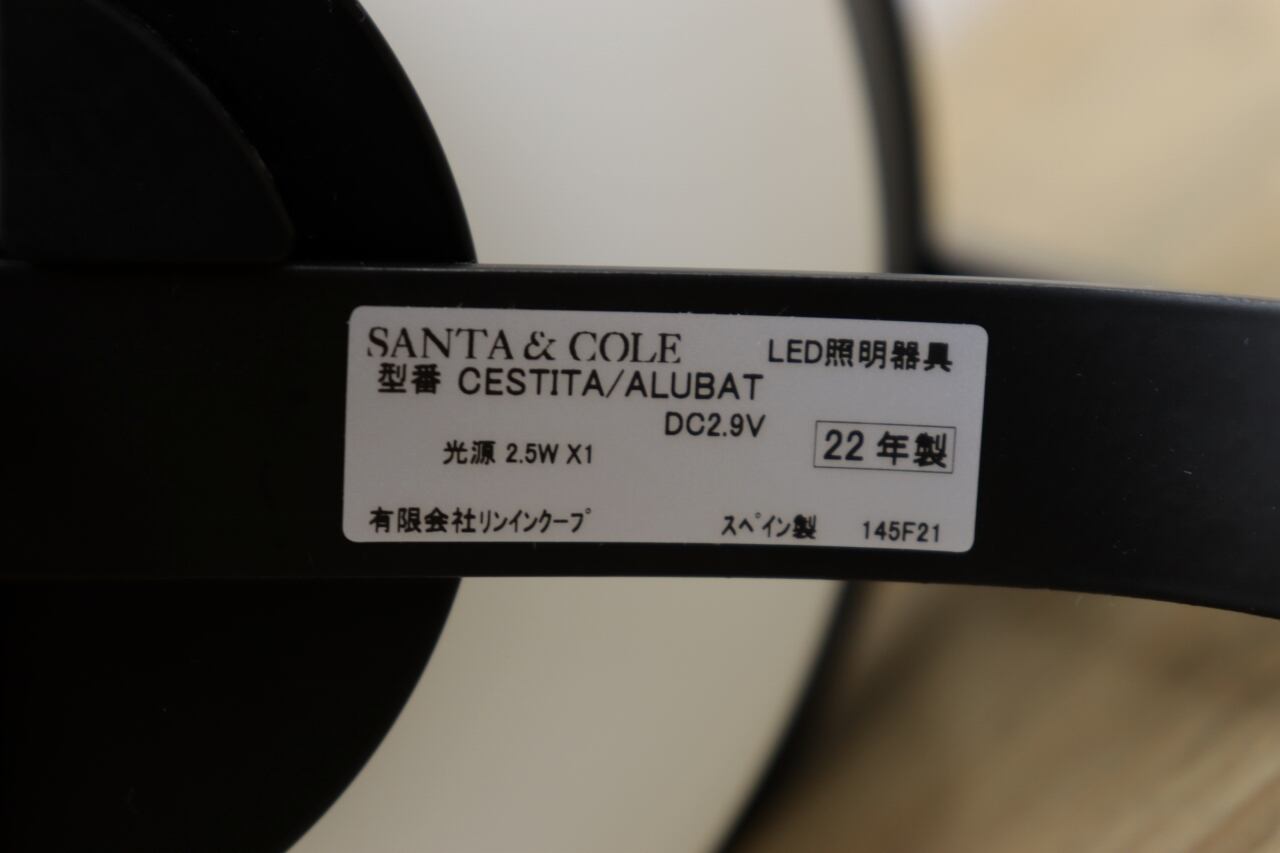 SANTA & COLE LED照明器具
型番 CESTITA/ALUBAT
DC2.9V
光源 2.5W X1
22 年製
有限会社リンインクープ スペイン製 145F21